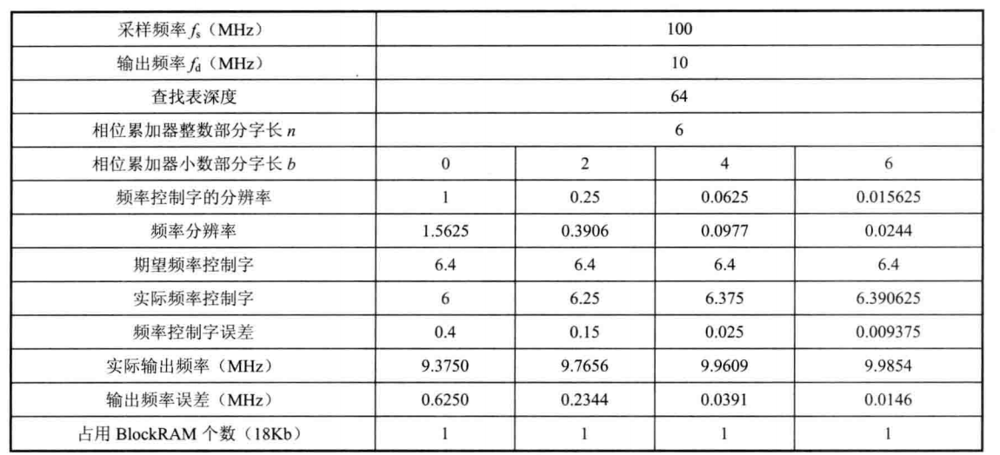 采样频率 fs（MHz） 100
输出频率 fd（MHz） 10
查找表深度 64
相位累加器整数部分字长 n 6
相位累加器小数部分字长 b 0 2 4 6
频率控制字的分辨率 1 0.25 0.0625 0.015625
频率分辨率 1.5625 0.3906 0.0977 0.0244
期望频率控制字 6.4 6.4 6.4 6.4
实际频率控制字 6 6.25 6.375 6.390625
频率控制字误差 0.4 0.15 0.025 0.009375
实际输出频率（MHz） 9.3750 9.7656 9.9609 9.9854
输出频率误差（MHz） 0.6250 0.2344 0.0391 0.0146
占用 BlockRAM 个数（18Kb） 1 1 1 1